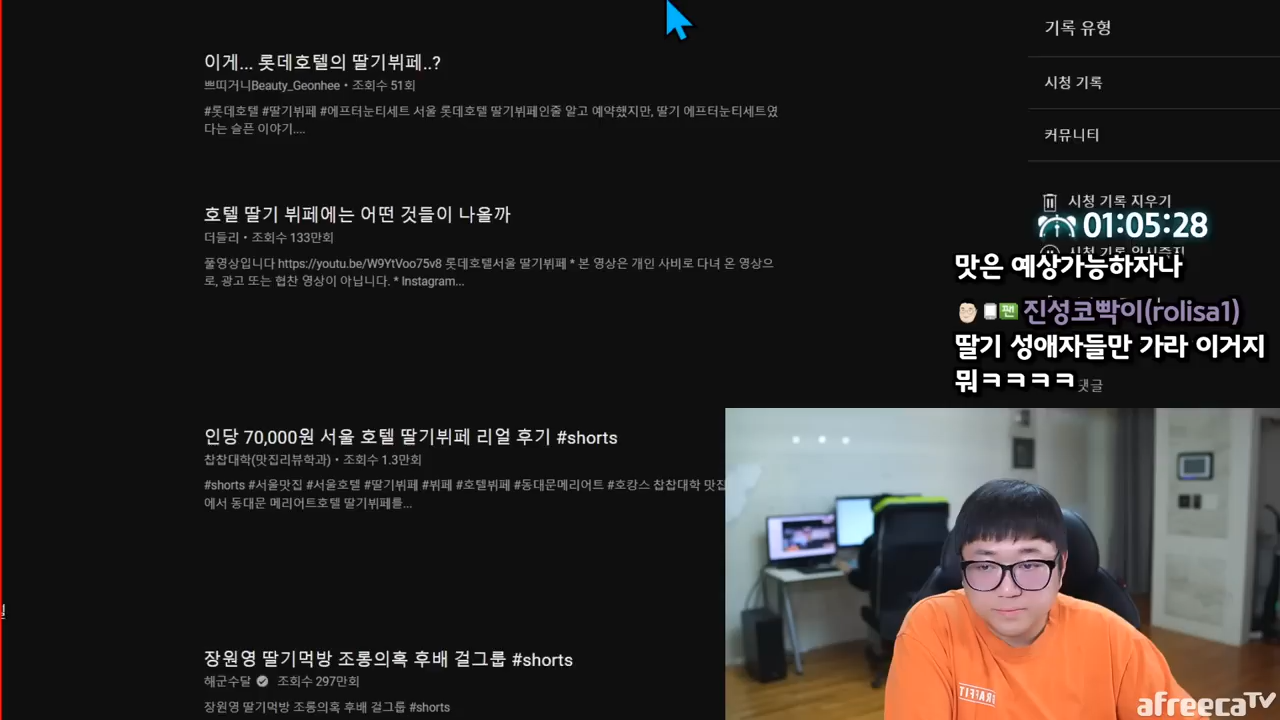 이게... 롯데호텔의 딸기뷔페..?
쁘띠거니Beauty_Geonhee • 조회수 51회
#롯데호텔 #딸기뷔페 #에프터눈티세트 서울 롯데호텔 딸기뷔페인줄 알고 예약했지만, 딸기 에프터눈티세트였
다는 슬픈 이야기....
호텔 딸기 뷔페에는 어떤 것들이 나올까
더들리 • 조회수 133만회
풀영상입니다 https://youtu.be/W9YtVoo75v8 롯데호텔서울 딸기뷔페 * 본 영상은 개인 사비로 다녀 온 영상으
로, 광고 또는 협찬 영상이 아닙니다. * Instagram...
인당 70,000원 서울 호텔 딸기뷔페 리얼 후기 #shorts
찹찹대학(맛집리뷰학과) • 조회수 1.3만회
#shorts #서울맛집 #서울호텔 #딸기뷔페 #뷔페 #호텔뷔페 #동대문메리어트 #호캉스 찹찹대학 맛집
에서 동대문 메리어트호텔 딸기뷔페를...
장원영 딸기먹방 조롱의혹 후배 걸그룹 #shorts
해군수달 조회수 297만회
장원영 딸기먹방 조롱의혹 후배 걸그룹 #shorts
기록 유형
시청 기록
커뮤니티
시청 기록 지우기
01:05:28
시청 기록 일시중지
맛은 예상가능하자나
팬 진성코빡이(rolisa1)
딸기 성애자들만 가라 이거지
뭐ㅋㅋㅋㅋ
댓글
afreecaTV